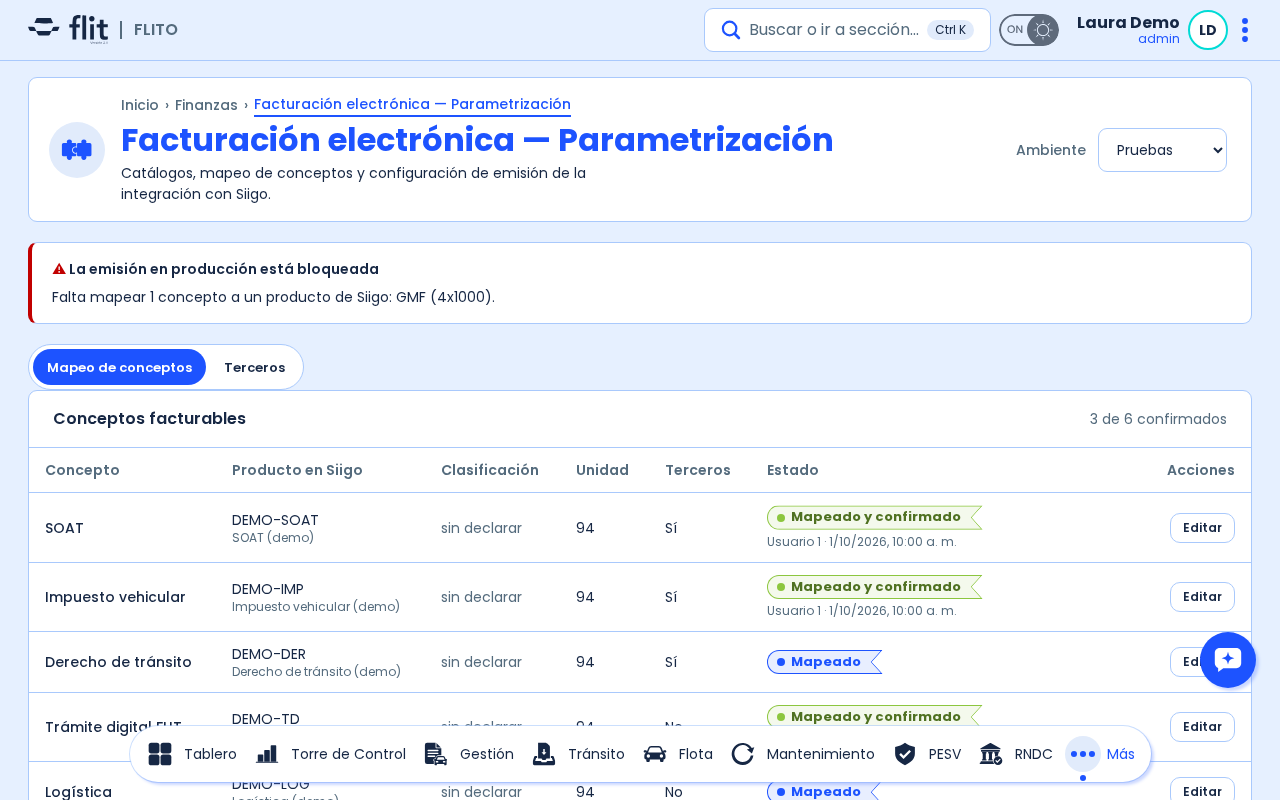 flit | FLITO
Buscar o ir a sección... Ctrl K
ON
Laura Demo
admin
LD
Inicio › Finanzas › Facturación electrónica — Parametrización
Facturación electrónica — Parametrización
Catálogos, mapeo de conceptos y configuración de emisión de la
integración con Siigo.
Ambiente Pruebas
La emisión en producción está bloqueada
Falta mapear 1 concepto a un producto de Siigo: GMF (4x1000).
Mapeo de conceptos Terceros
Conceptos facturables 3 de 6 confirmados
Concepto Producto en Siigo Clasificación Unidad Terceros Estado Acciones
SOAT DEMO-SOAT sin declarar 94 Sí Mapeado y confirmado Editar
SOAT (demo) Usuario 1 · 1/10/2026, 10:00 a. m.
Impuesto vehicular DEMO-IMP sin declarar 94 Sí Mapeado y confirmado Editar
Impuesto vehicular (demo) Usuario 1 · 1/10/2026, 10:00 a. m.
Derecho de tránsito DEMO-DER sin declarar 94 Sí Mapeado
Derecho de tránsito (demo)
Trámite digital FLIT DEMO-TD sin declarar 94 No Mapeado y confirmado Editar
Tablero Torre de Control Gestión Tránsito Flota Mantenimiento PESV RNDC Más
Logística DEMO-LOG sin declarar 94 No Mapeado Editar
Logística (demo)